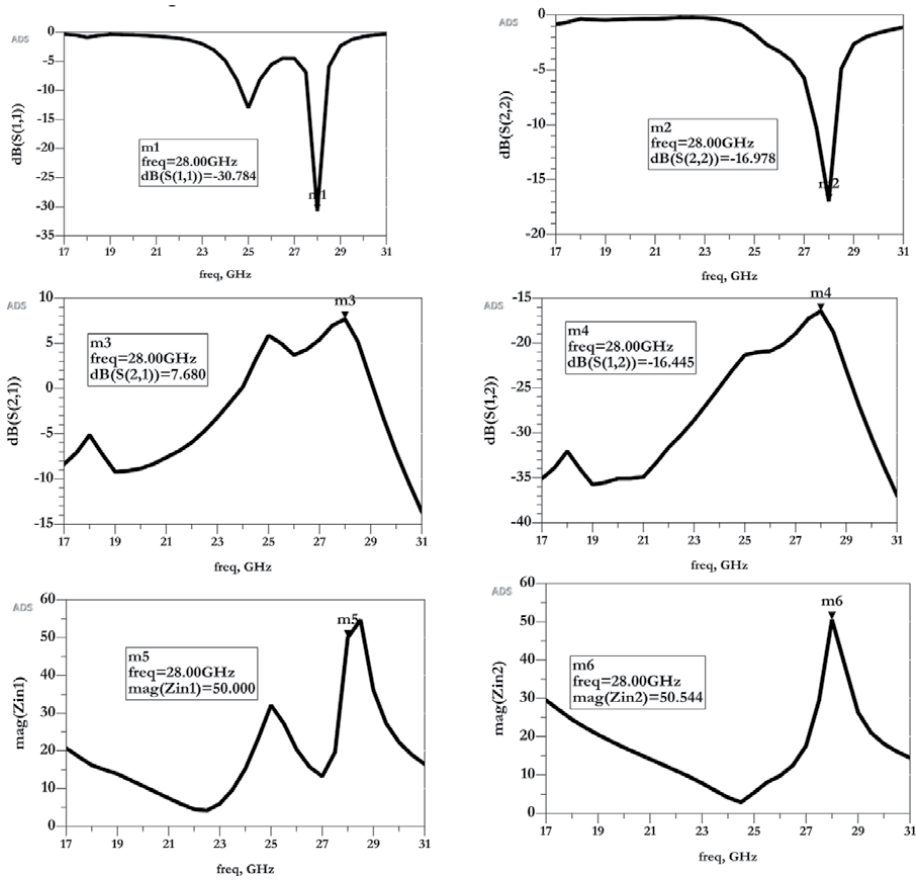 ADS
dB(S(1,1))
0
-5
-10
-15
-20
-25
-30
-35
m1
freq=28.00GHz
dB(S(1,1))=-30.784
m1
17 19 21 23 25 27 29 31
freq, GHz
ADS
dB(S(2,2))
0
-5
-10
-15
-20
m2
freq=28.00GHz
dB(S(2,2))=-16.978
m2
17 19 21 23 25 27 29 31
freq, GHz
ADS
dB(S(2,1))
10
5
0
-5
-10
-15
m3
m3
freq=28.00GHz
dB(S(2,1))=7.680
17 19 21 23 25 27 29 31
freq, GHz
ADS
dB(S(1,2))
-15
-20
-25
-30
-35
-40
m4
m4
freq=28.00GHz
dB(S(1,2))=-16.445
17 19 21 23 25 27 29 31
freq, GHz
ADS
mag(Zin1)
60
50
40
30
20
10
0
m5
m5
freq=28.00GHz
mag(Zin1)=50.000
17 19 21 23 25 27 29 31
freq, GHz
ADS
mag(Zin2)
60
50
40
30
20
10
0
m6
m6
freq=28.00GHz
mag(Zin2)=50.544
17 19 21 23 25 27 29 31
freq, GHz